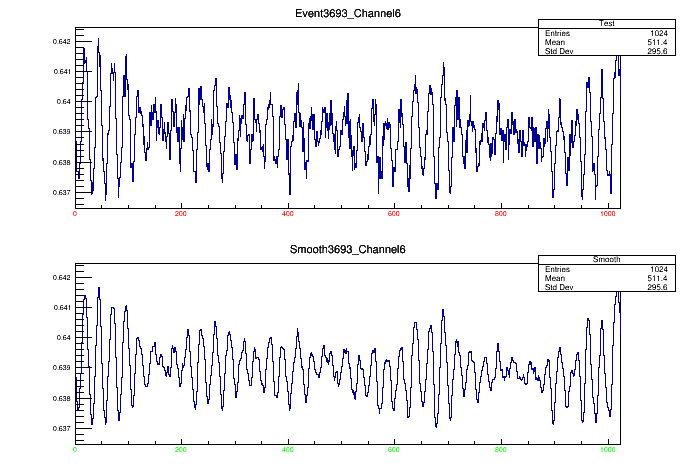 Event3693_Channel6
Test
Entries 1024
Mean 511.4
Std Dev 295.6
0.642
0.641
0.64
0.639
0.638
0.637
0 200 400 600 800 1000
Smooth3693_Channel6
Smooth
Entries 1024
Mean 511.4
Std Dev 295.6
0.642
0.641
0.64
0.639
0.638
0.637
0 200 400 600 800 1000